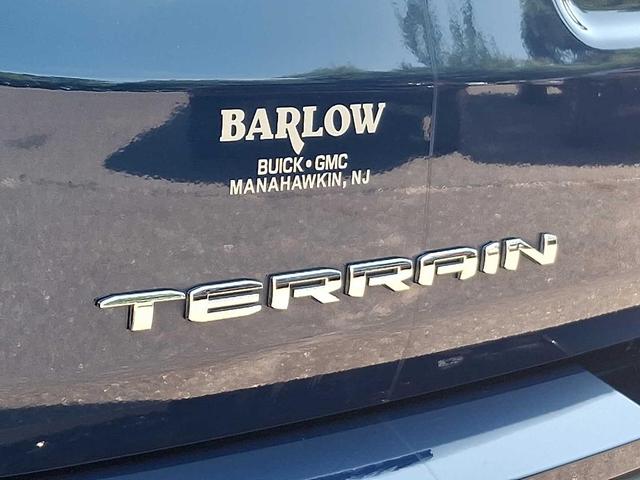 BARLOW
BUICK • GMC
MANAHAWKIN, NJ
TERRAIN